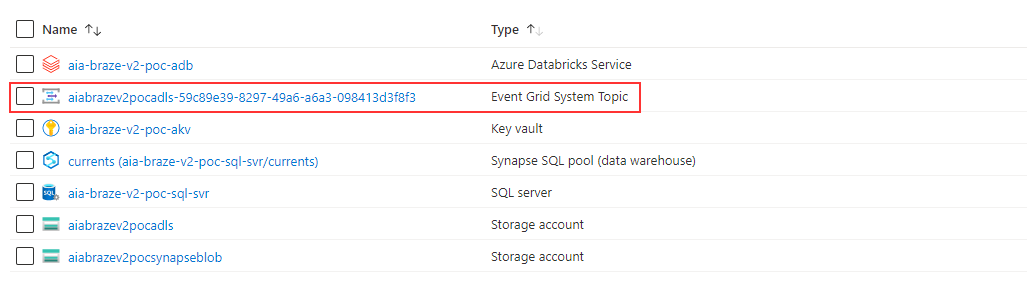 Name ↑↓ Type ↑↓
aia-braze-v2-poc-adb Azure Databricks Service
aiabrazev2pocadls-59c89e39-8297-49a6-a6a3-098413d3f8f3 Event Grid System Topic
aia-braze-v2-poc-akv Key vault
currents (aia-braze-v2-poc-sql-svr/currents) Synapse SQL pool (data warehouse)
SQL aia-braze-v2-poc-sql-svr SQL server
aiabrazev2pocadls Storage account
aiabrazev2pocsynapseblob Storage account